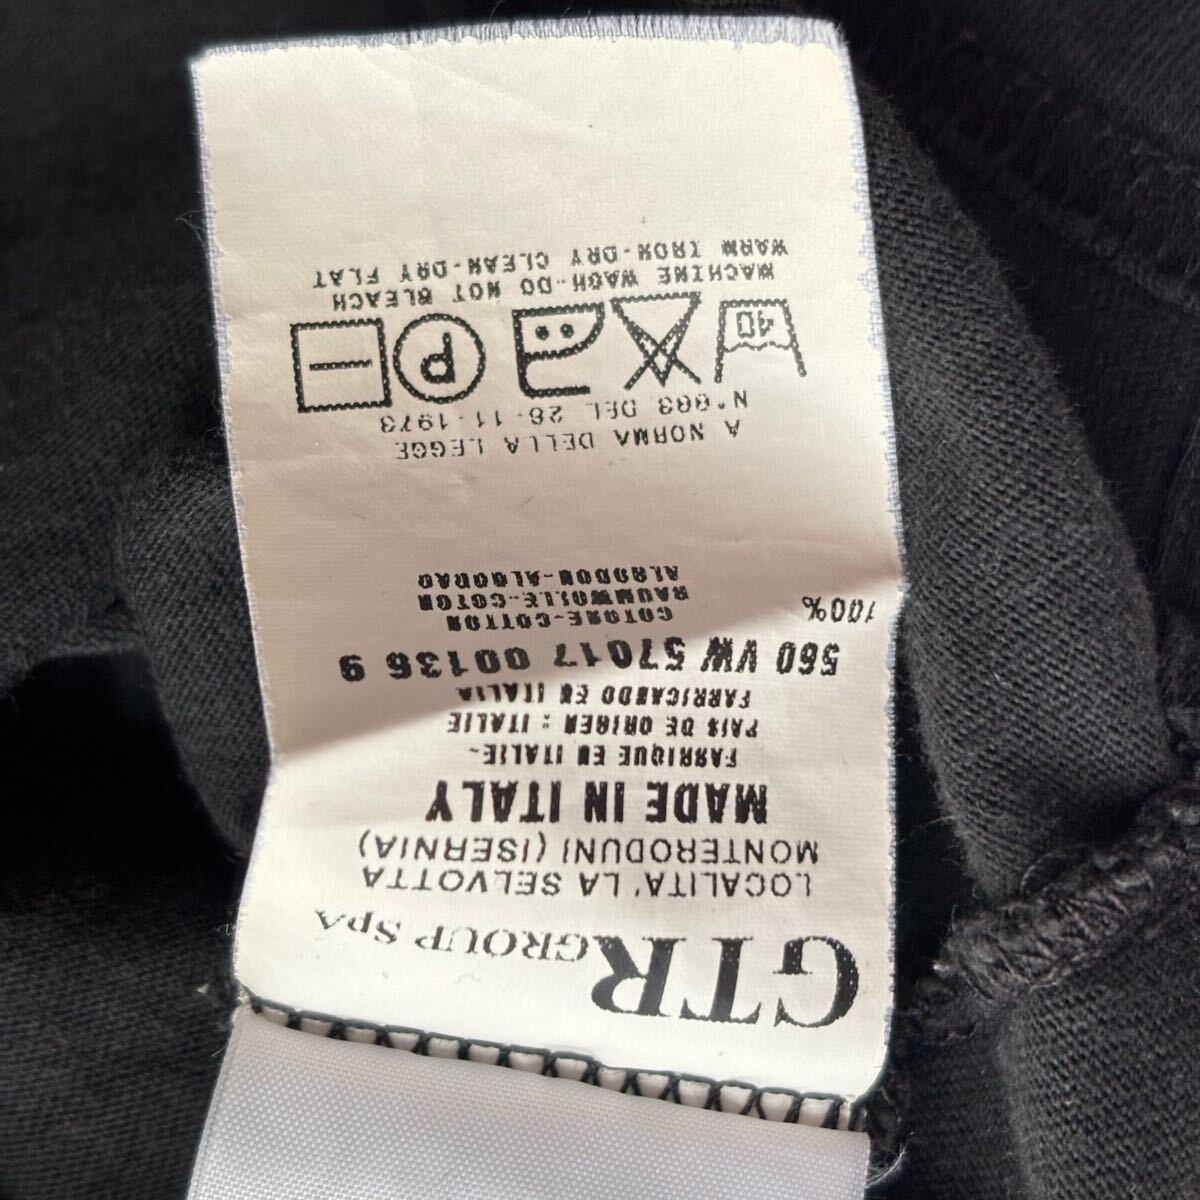 GTR GROUP SpA
LOCALITA' LA SELVOTTA
MONTERODUNI (ISERNIA)
MADE IN ITALY
FABRIQUE EN ITALIE-
PAIS DE ORIGEN : ITALIE
FABRICANDO EN ITALIA
560 VW 57017 00136 9
100% COTONE-COTTON
BAUMWOLLE-COTON
ALGODON-ALGODAO
A NORMA DELLA LEGGE
N°883 DEL 26-11-1973
40
P
MACHINE WASH-DO NOT BLEACH
WARM IRON-DRY CLEAN-DRY FLAT